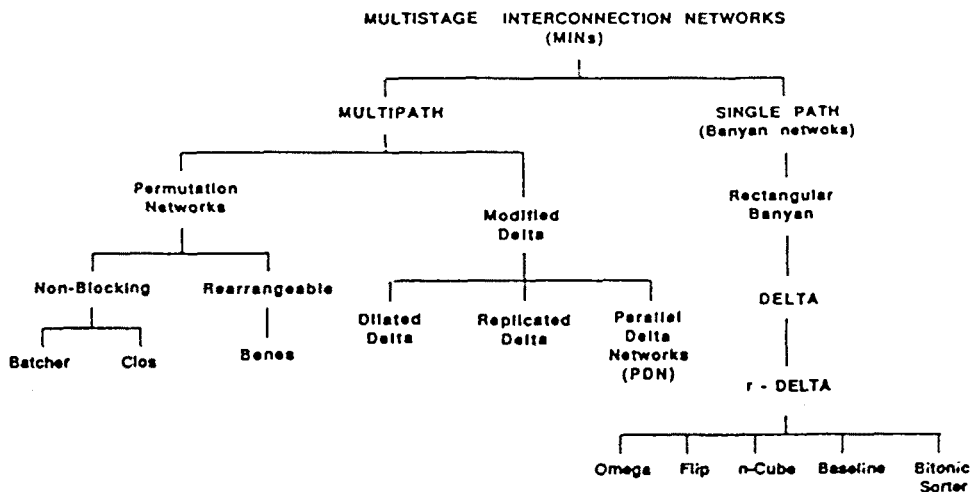 MULTISTAGE INTERCONNECTION NETWORKS
(MINs)
MULTIPATH
SINGLE PATH
(Banyan netwoks)
Permutation
Networks
Modified
Delta
Rectangular
Banyan
Non-Blocking
Rearrangeable
DELTA
Dilated
Delta
Replicated
Delta
Parallel
Delta
Networks
(PDN)
Batcher
Clos
Benes
r - DELTA
Omega
Flip
n-Cube
Baseline
Bitonic
Sorter